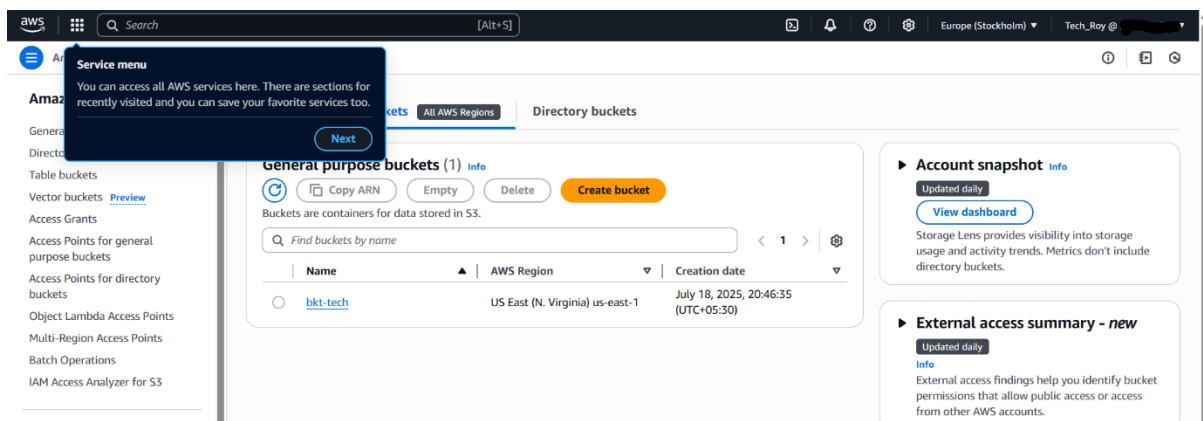 aws
Search
[Alt+S]
Europe (Stockholm)
Tech_Roy @
Service menu
You can access all AWS services here. There are sections for
recently visited and you can save your favorite services too.
Next
All AWS Regions
Directory buckets
Table buckets
Vector buckets Preview
Access Grants
Access Points for general
purpose buckets
Access Points for directory
buckets
Object Lambda Access Points
Multi-Region Access Points
Batch Operations
IAM Access Analyzer for S3
General purpose buckets (1) Info
Copy ARN
Empty
Delete
Create bucket
Buckets are containers for data stored in S3.
Find buckets by name
1
Name
AWS Region
Creation date
bkt-tech
US East (N. Virginia) us-east-1
July 18, 2025, 20:46:35
(UTC+05:30)
Account snapshot Info
Updated daily
View dashboard
Storage Lens provides visibility into storage
usage and activity trends. Metrics don't include
directory buckets.
External access summary - new
Updated daily
Info
External access findings help you identify bucket
permissions that allow public access or access
from other AWS accounts.